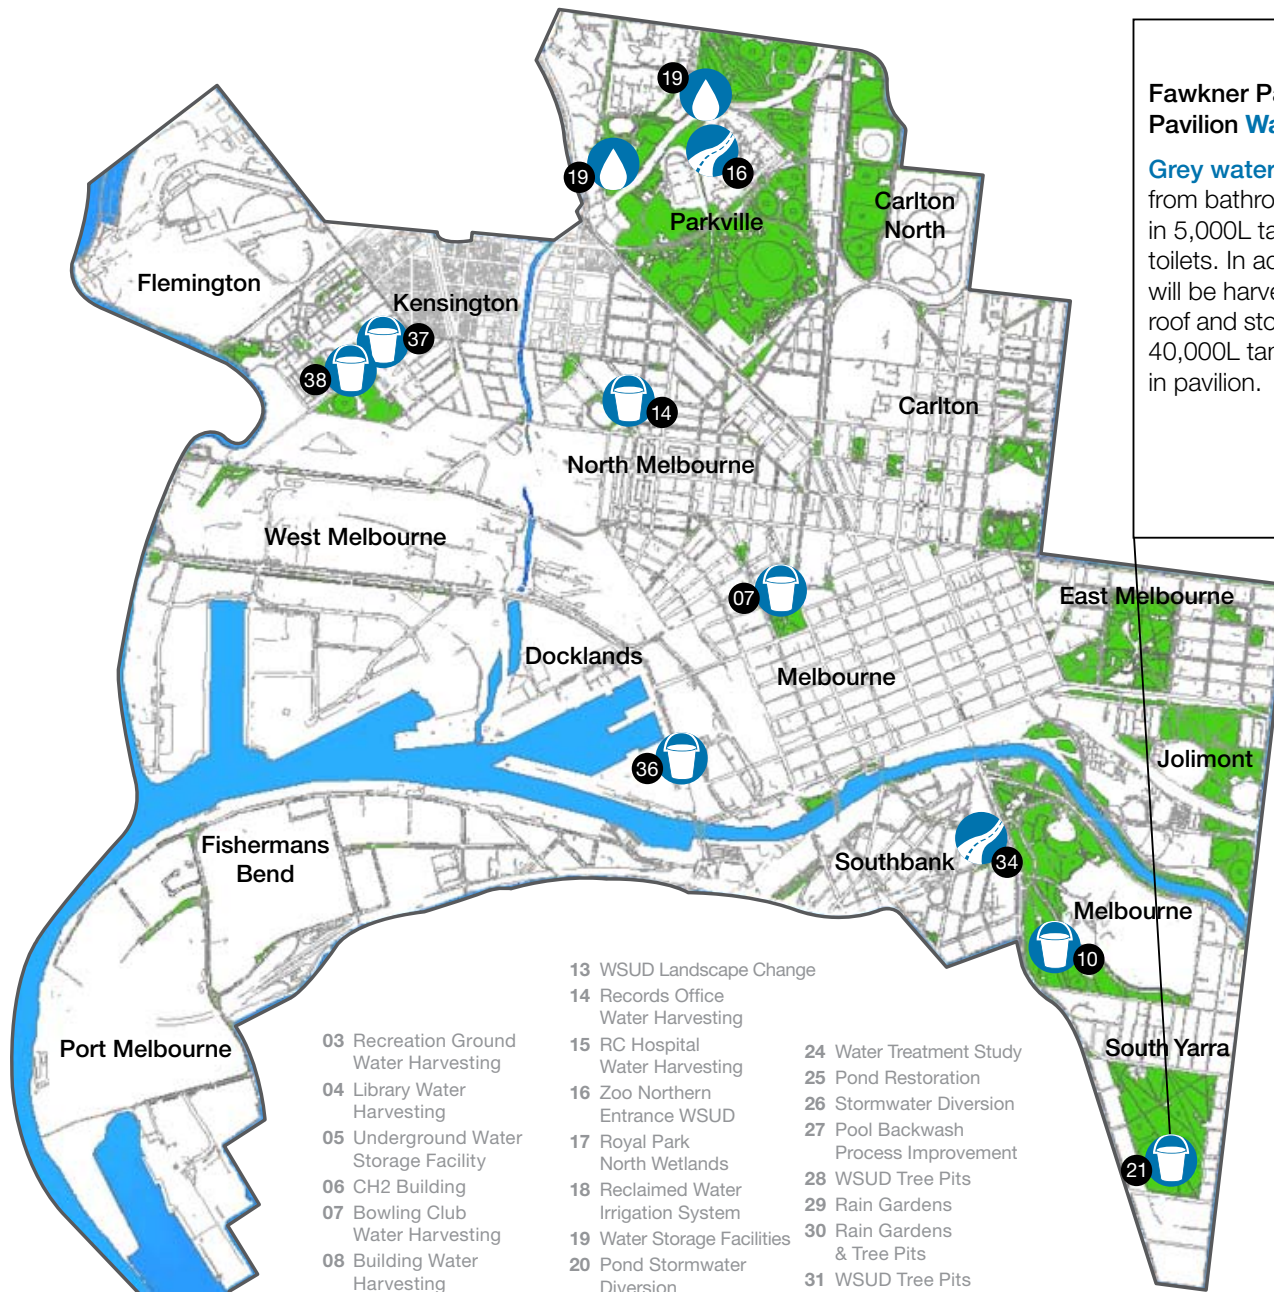 19
19
16
Parkville
Carlton
North
Flemington
Kensington
37
38
14
Carlton
North Melbourne
West Melbourne
07
East Melbourne
Docklands
Melbourne
36
Jolimont
Fishermans
Bend
Southbank
34
Melbourne
10
Port Melbourne
South Yarra
21
Fawkner
Pavilion
Grey water
from
in 5,000L
toilets. In
will be
roof and
40,000L
in pavilion.
03 Recreation Ground
Water Harvesting
04 Library Water
Harvesting
05 Underground Water
Storage Facility
06 CH2 Building
07 Bowling Club
Water Harvesting
08 Building Water
Harvesting
13 WSUD Landscape Change
14 Records Office
Water Harvesting
15 RC Hospital
Water Harvesting
16 Zoo Northern
Entrance WSUD
17 Royal Park
North Wetlands
18 Reclaimed Water
Irrigation System
19 Water Storage Facilities
20 Pond Stormwater
Diversion
24 Water Treatment Study
25 Pond Restoration
26 Stormwater Diversion
27 Pool Backwash
Process Improvement
28 WSUD Tree Pits
29 Rain Gardens
30 Rain Gardens
& Tree Pits
31 WSUD Tree Pits